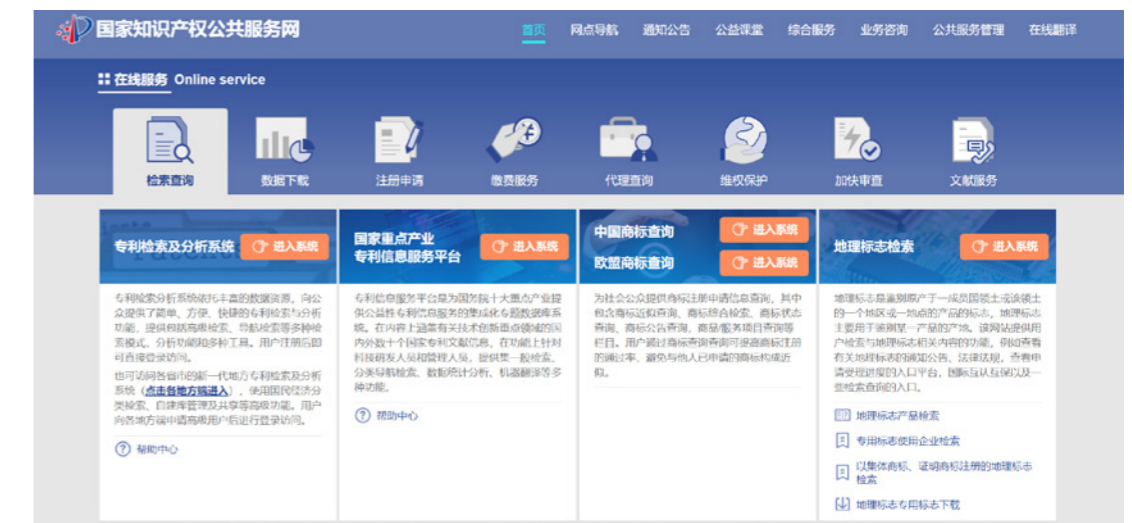 国家知识产权公共服务网
首页 网点导航 通知公告 公益课堂 综合服务 业务咨询 公共服务管理 在线翻译
在线服务 Online service
检索查询 数据下载 注册申请 缴费服务 代理查询 维权保护 加快审查 文献服务
专利检索及分析系统 进入系统
专利检索分析系统依托丰富的数据资源，向公
众提供了简单、方便、快捷的专利检索与分析
功能，提供包括高级检索、导航检索等多种检
索模式，分析功能和多种工具。用户注册后即
可直接登录访问。
也可访问各省市的新一代地方专利检索及分析
系统（点击各地方端进入），使用国民经济分
类检索、自建库管理及共享等高级功能。用户
向各地方端申请高级用户后进行登录访问。
帮助中心
国家重点产业
专利信息服务平台
进入系统
专利信息服务平台是为国务院十大重点产业提
供公益性专利信息服务的集成化专题数据库系
统。在内容上涵盖有关技术创新重点领域的国
内外数十个国家专利文献信息，在功能上针对
科技研发人员和管理人员，提供集一般检索、
分类导航检索、数据统计分析、机器翻译等多
种功能。
帮助中心
中国商标查询 进入系统
欧盟商标查询 进入系统
为社会公众提供商标注册申请信息查询，其中
包含商标近似查询、商标综合检索、商标状态
查询、商标公告查询、商品/服务项目查询等
栏目。用户通过商标查询查询可提高商标注册
的通过率，避免与他人已申请的商标构成近
似。
地理标志检索 进入系统
地理标志是鉴别原产于一成员国领土或该领土
的一个地区或一地点的产品的标志，地理标志
主要用于鉴别某一产品的产地。该网站提供用
户检索与地理标志相关内容的功能，例如查看
有关地理标志的通知公告、法律法规，查看申
请受理进度的入口平台，国际互认互保以及一
些检索查询的入口。
地理标志产品检索
专用标志使用企业检索
以集体商标、证明商标注册的地理标志
检索
地理标志专用标志下载